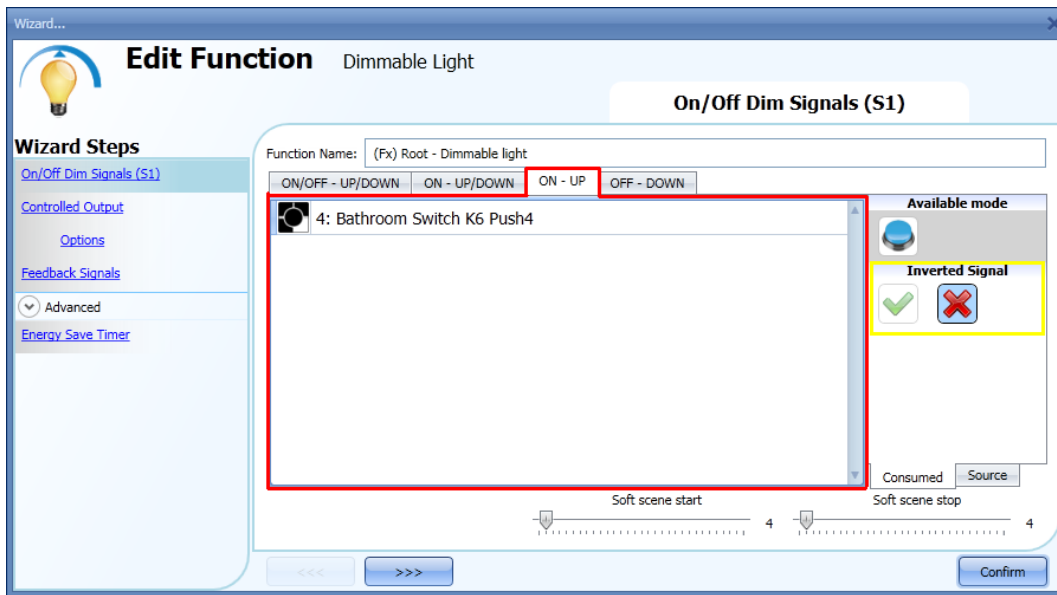 Wizard...
Edit Function Dimmable Light
On/Off Dim Signals (S1)
Wizard Steps
On/Off Dim Signals (S1)
Controlled Output
Options
Feedback Signals
Advanced
Energy Save Timer
Function Name: (Fx) Root - Dimmable light
ON/OFF - UP/DOWN ON - UP/DOWN ON - UP OFF - DOWN
4: Bathroom Switch K6 Push4
Available mode
Inverted Signal
Consumed Source
Soft scene start 4
Soft scene stop 4
<<< >>> Confirm